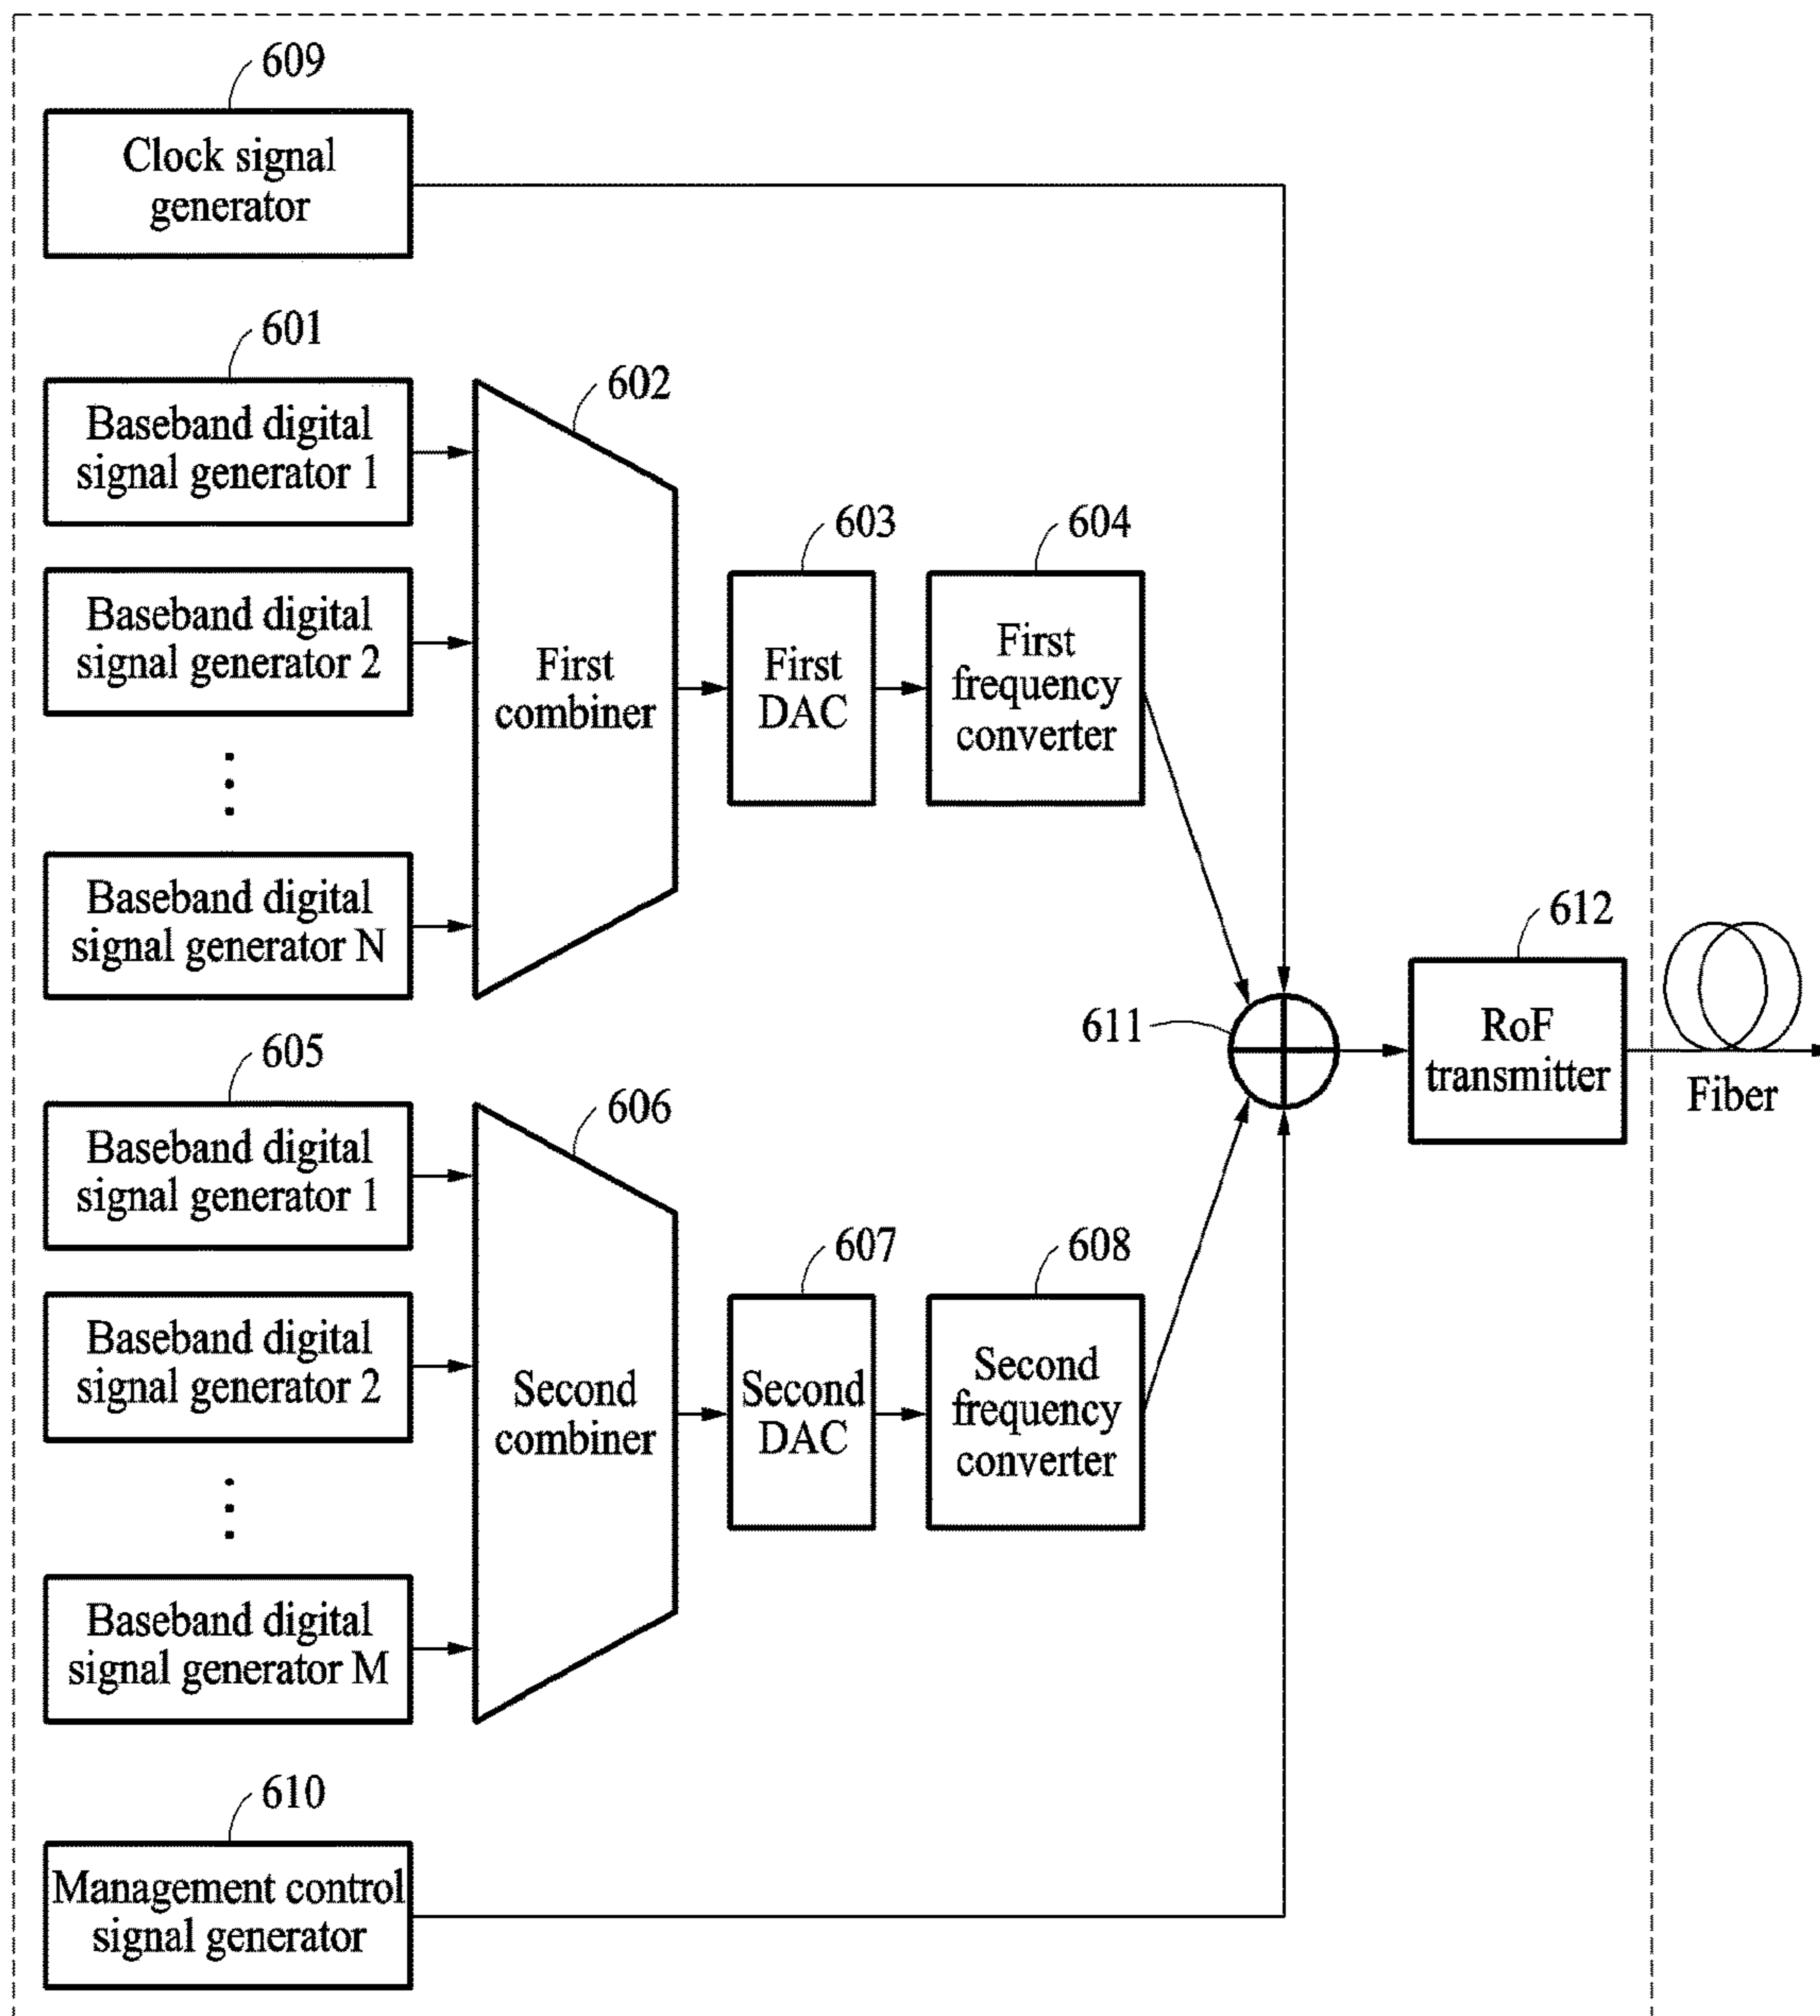 609
Clock signal
generator
601
Baseband digital
signal generator 1
602
603
604
Baseband digital
signal generator 2
First
combiner
First
DAC
First
frequency
converter
Baseband digital
signal generator N
612
611
RoF
transmitter
Fiber
605
Baseband digital
signal generator 1
606
607
608
Baseband digital
signal generator 2
Second
combiner
Second
DAC
Second
frequency
converter
Baseband digital
signal generator M
610
Management control
signal generator